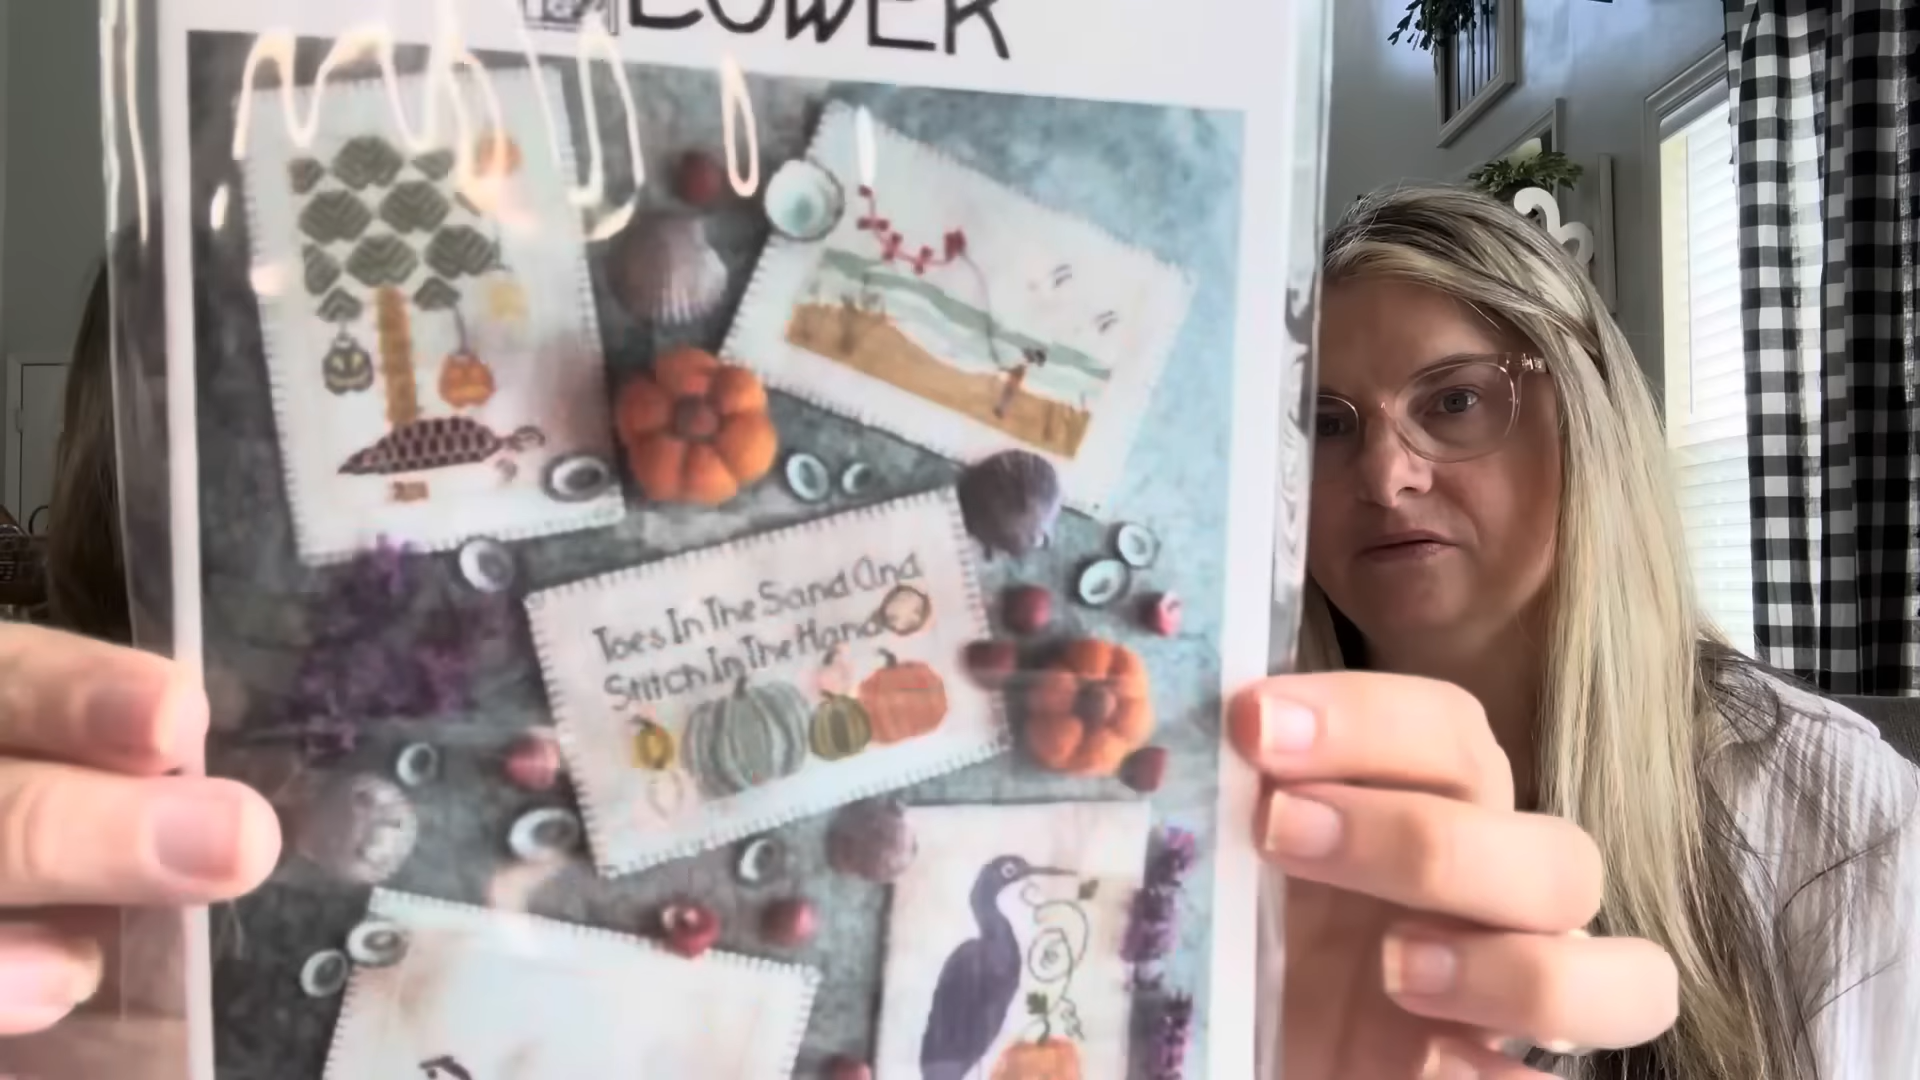 Toes In The Sand And
Stitch In The Hand